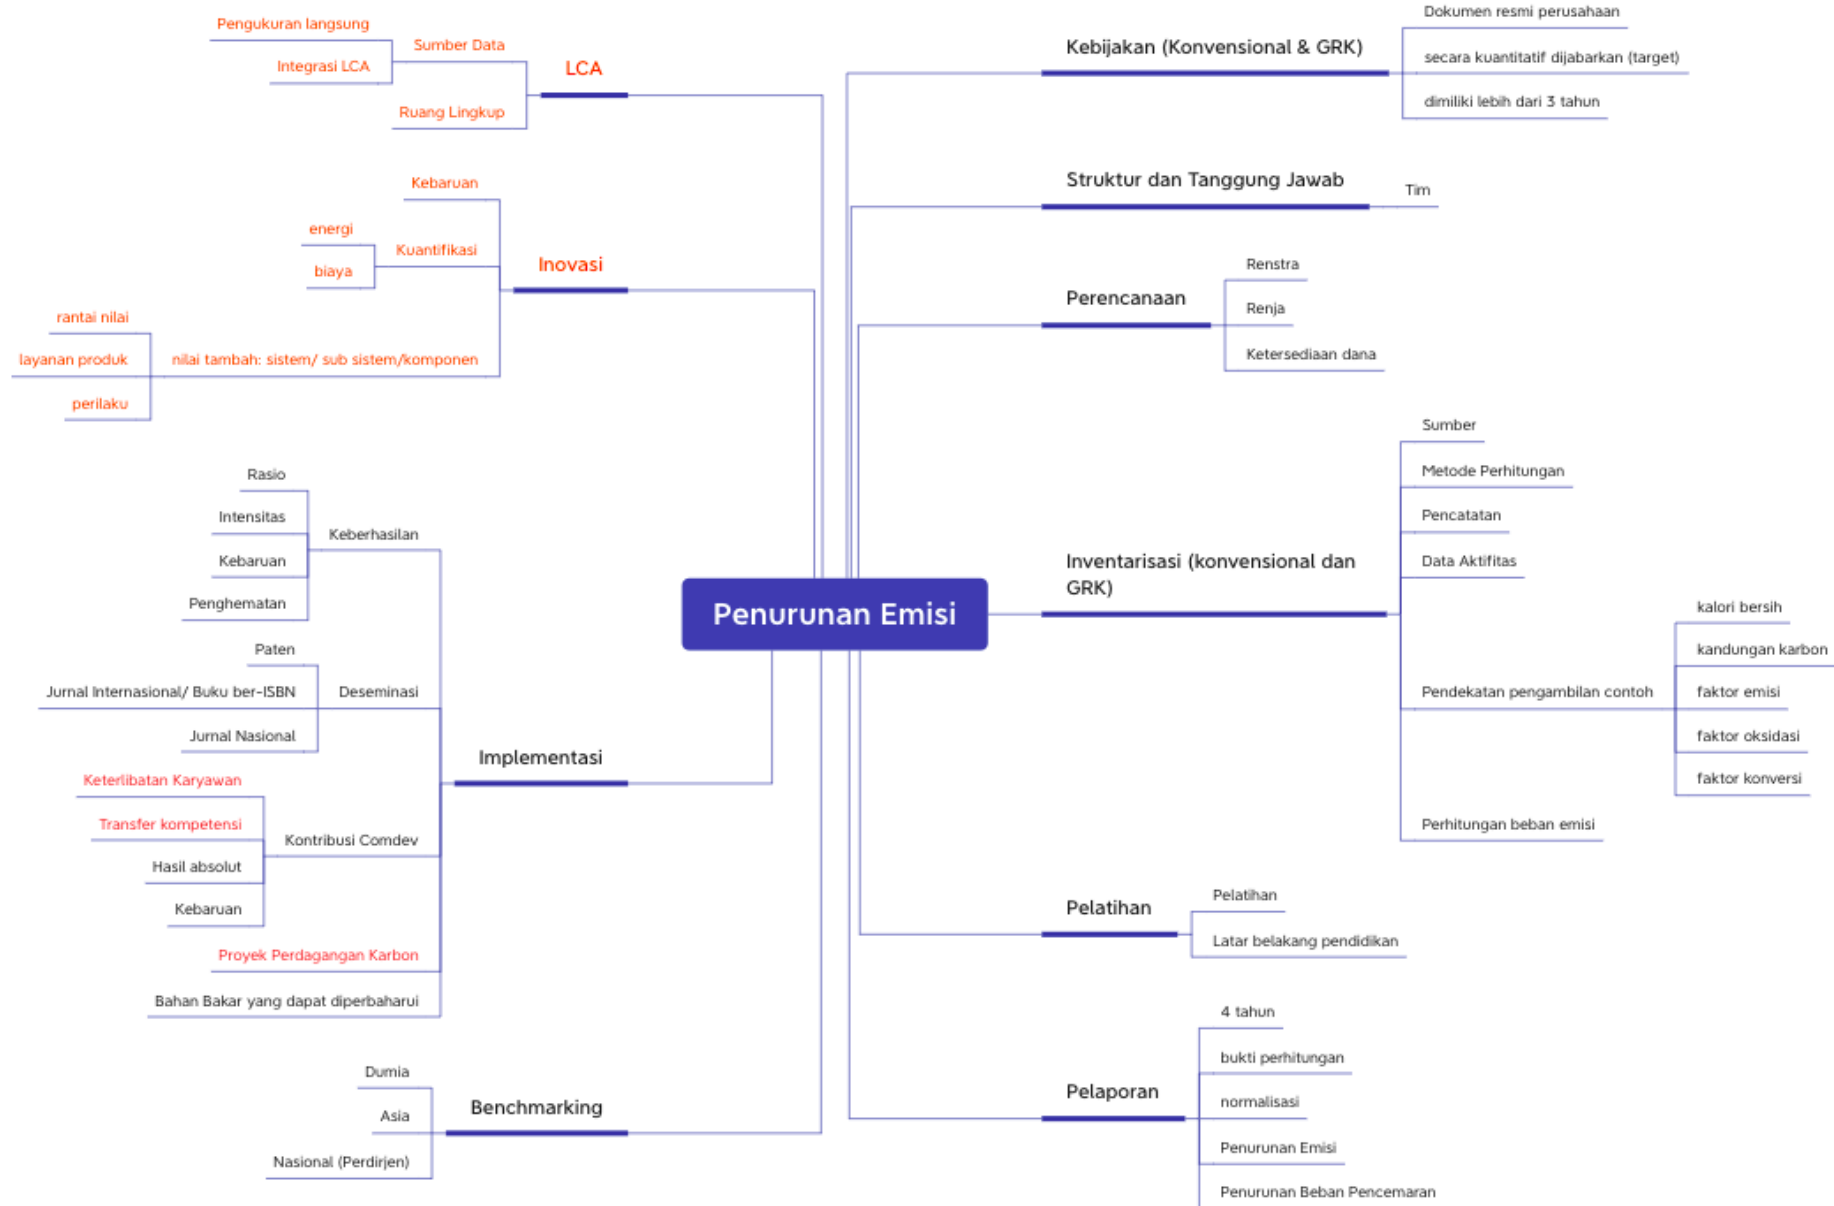 Pengukuran langsung
Integrasi LCA
Sumber Data
Ruang Lingkup
LCA
Kebaruan
energi
biaya
Kuantifikasi
rantai nilai
layanan produk
perilaku
nilai tambah: sistem/ sub sistem/komponen
Inovasi
Rasio
Intensitas
Kebaruan
Penghematan
Keberhasilan
Paten
Jurnal Internasional/ Buku ber-ISBN
Jurnal Nasional
Deseminasi
Keterlibatan Karyawan
Transfer kompetensi
Hasil absolut
Kebaruan
Kontribusi Comdev
Proyek Perdagangan Karbon
Bahan Bakar yang dapat diperbaharui
Implementasi
Dumia
Asia
Nasional (Perdirjen)
Benchmarking
Penurunan Emisi
Kebijakan (Konvensional & GRK)
Dokumen resmi perusahaan
secara kuantitatif dijabarkan (target)
dimiliki lebih dari 3 tahun
Struktur dan Tanggung Jawab
Tim
Perencanaan
Renstra
Renja
Ketersediaan dana
Inventarisasi (konvensional dan
GRK)
Sumber
Metode Perhitungan
Pencatatan
Data Aktifitas
Pendekatan pengambilan contoh
kalori bersih
kandungan karbon
faktor emisi
faktor oksidasi
faktor konversi
Perhitungan beban emisi
Pelatihan
Pelatihan
Latar belakang pendidikan
Pelaporan
4 tahun
bukti perhitungan
normalisasi
Penurunan Emisi
Penurunan Beban Pencemaran